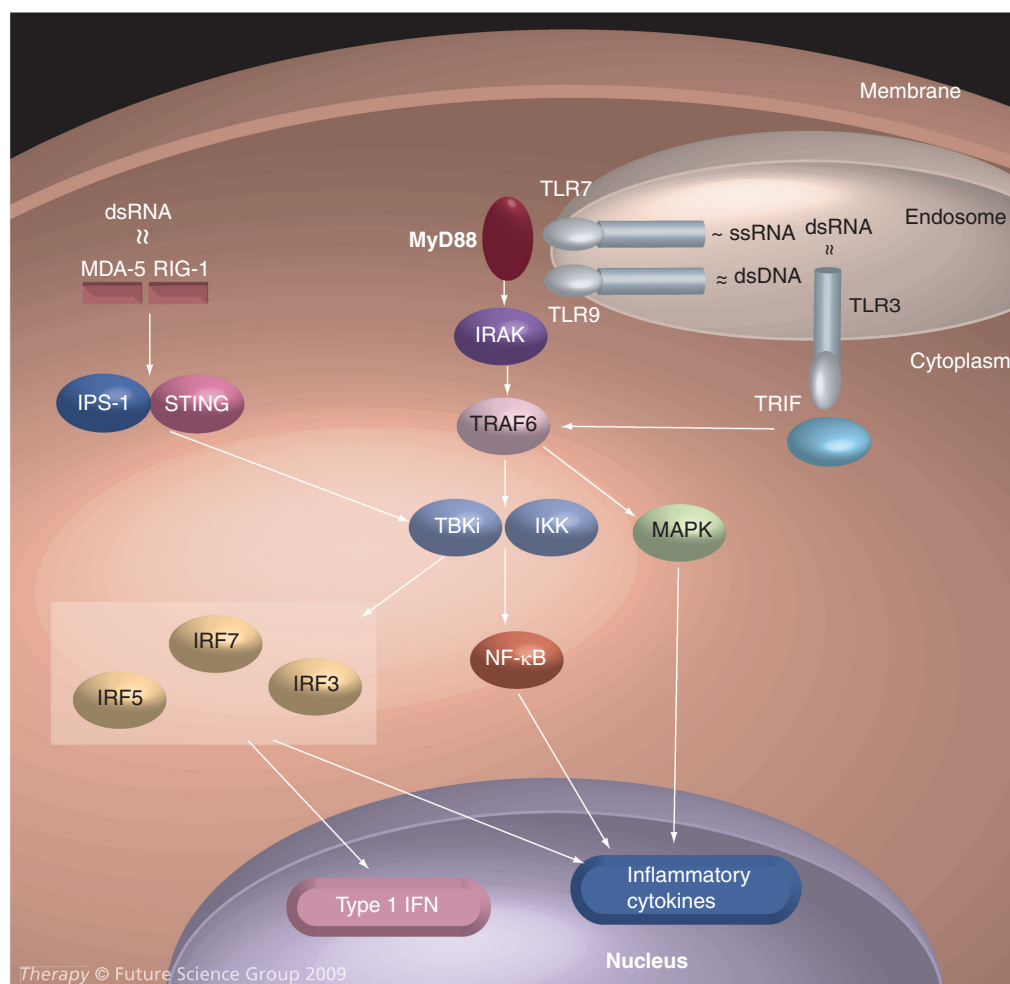 Membrane
TLR7
dsRNA
MyD88
~ ssRNA
dsRNA
Endosome
≈
≈
MDA-5 RIG-1
≈ dsDNA
TLR9
TLR3
IRAK
Cytoplasm
IPS-1
STING
TRIF
TRAF6
TBKi
IKK
MAPK
IRF7
NF-κB
IRF3
IRF5
Inflammatory
cytokines
Type 1 IFN
Nucleus
Therapy © Future Science Group 2009